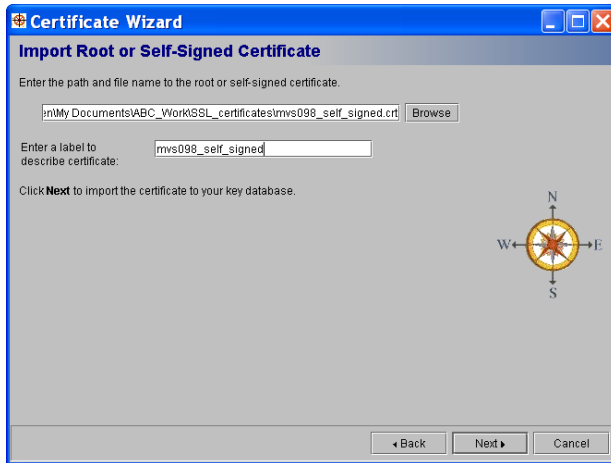 Certificate Wizard
Import Root or Self-Signed Certificate
Enter the path and file name to the root or self-signed certificate.
en\My Documents\ABC_Work\SSL_certificates\mvs098_self_signed.crt Browse
Enter a label to
describe certificate: mvs098_self_signed
Click Next to import the certificate to your key database.
N
W E
S
Back Next Cancel